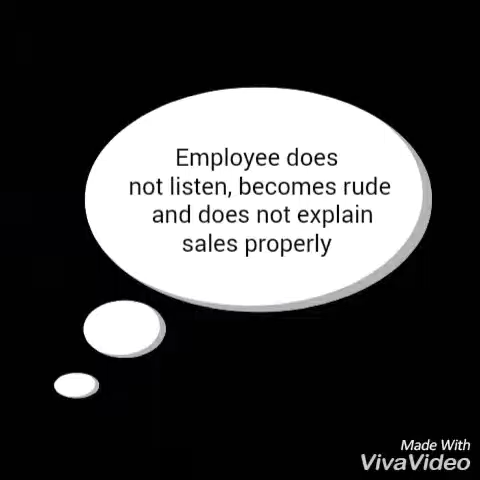 Employee does
not listen, becomes rude
and does not explain
sales properly
Made With
VivaVideo